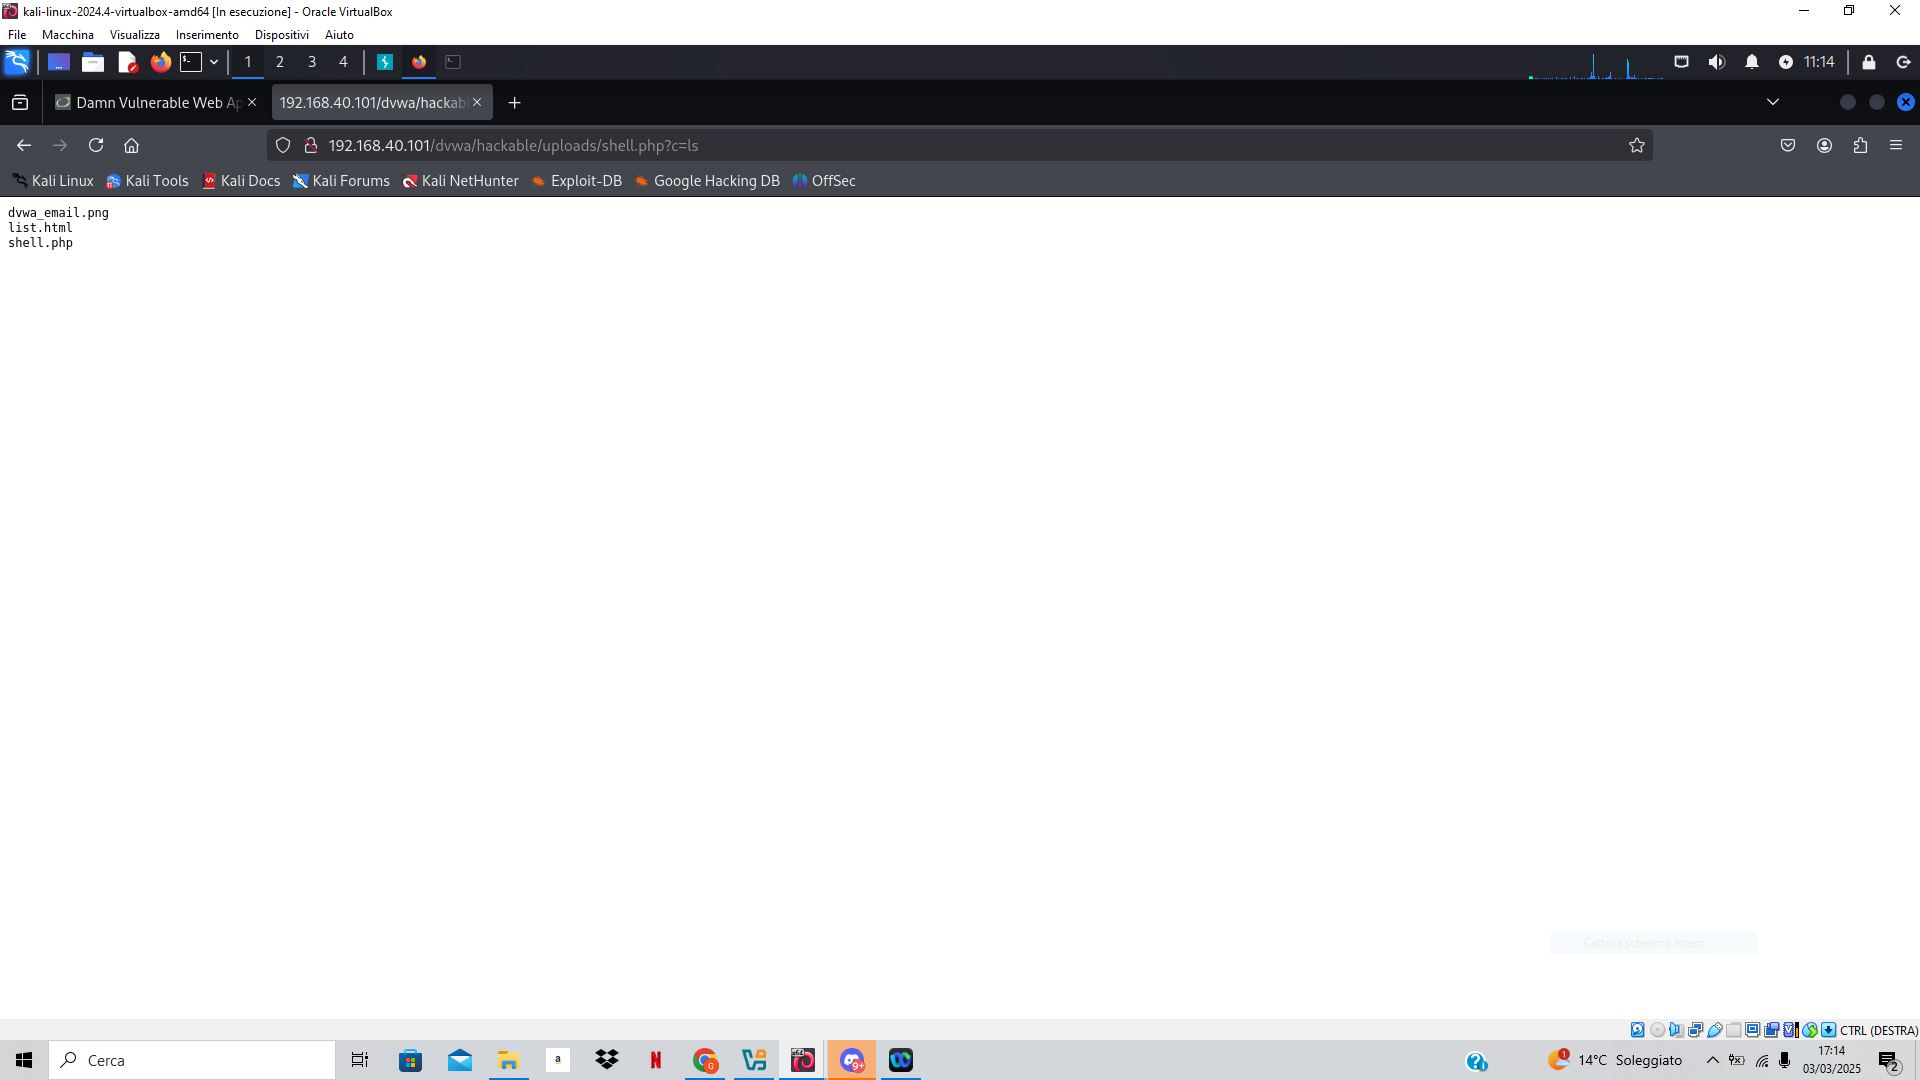 kali-linux-2024.4-virtualbox-amd64 [In esecuzione] - Oracle VirtualBox
File Macchina Visualizza Inserimento Dispositivi Aiuto
1 2 3 4 11:14
Damn Vulnerable Web Ap 192.168.40.101/dvwa/hackab
192.168.40.101/dvwa/hackable/uploads/shell.php?c=ls
Kali Linux Kali Tools Kali Docs Kali Forums Kali NetHunter Exploit-DB Google Hacking DB OffSec
dvwa_email.png
list.html
shell.php
Cattura schermo intero
CTRL (DESTRA)
Cerca 14°C Soleggiato 17:14
03/03/2025